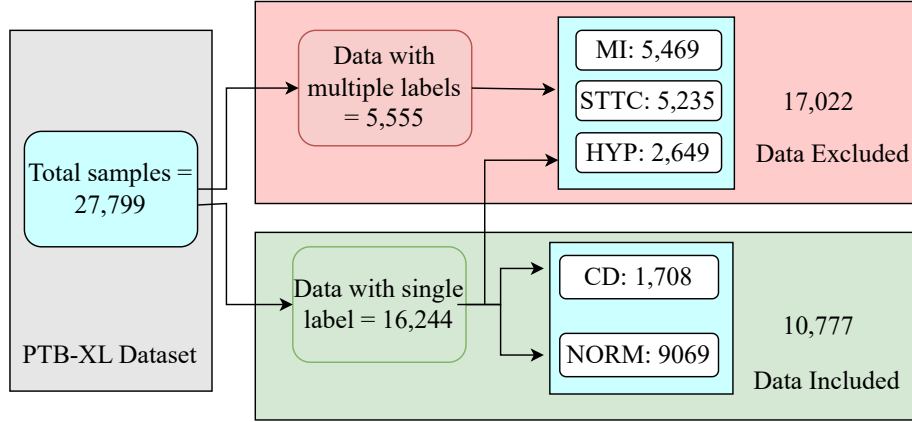 Total samples =
27,799
PTB-XL Dataset
Data with
multiple labels
= 5,555
MI: 5,469
STTC: 5,235
HYP: 2,649
17,022
Data Excluded
Data with single
label = 16,244
CD: 1,708
NORM: 9069
10,777
Data Included